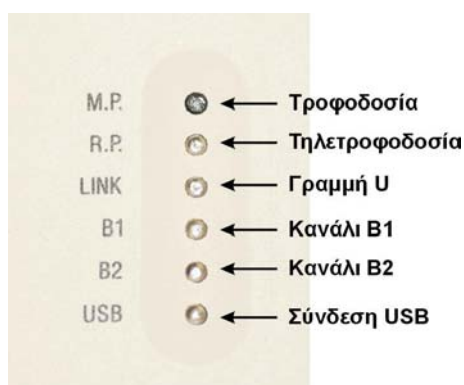 M.P. Τροφοδοσία
R.P. Τηλετροφοδοσία
LINK Γραμμή U
B1 Κανάλι B1
B2 Κανάλι B2
USB Σύνδεση USB